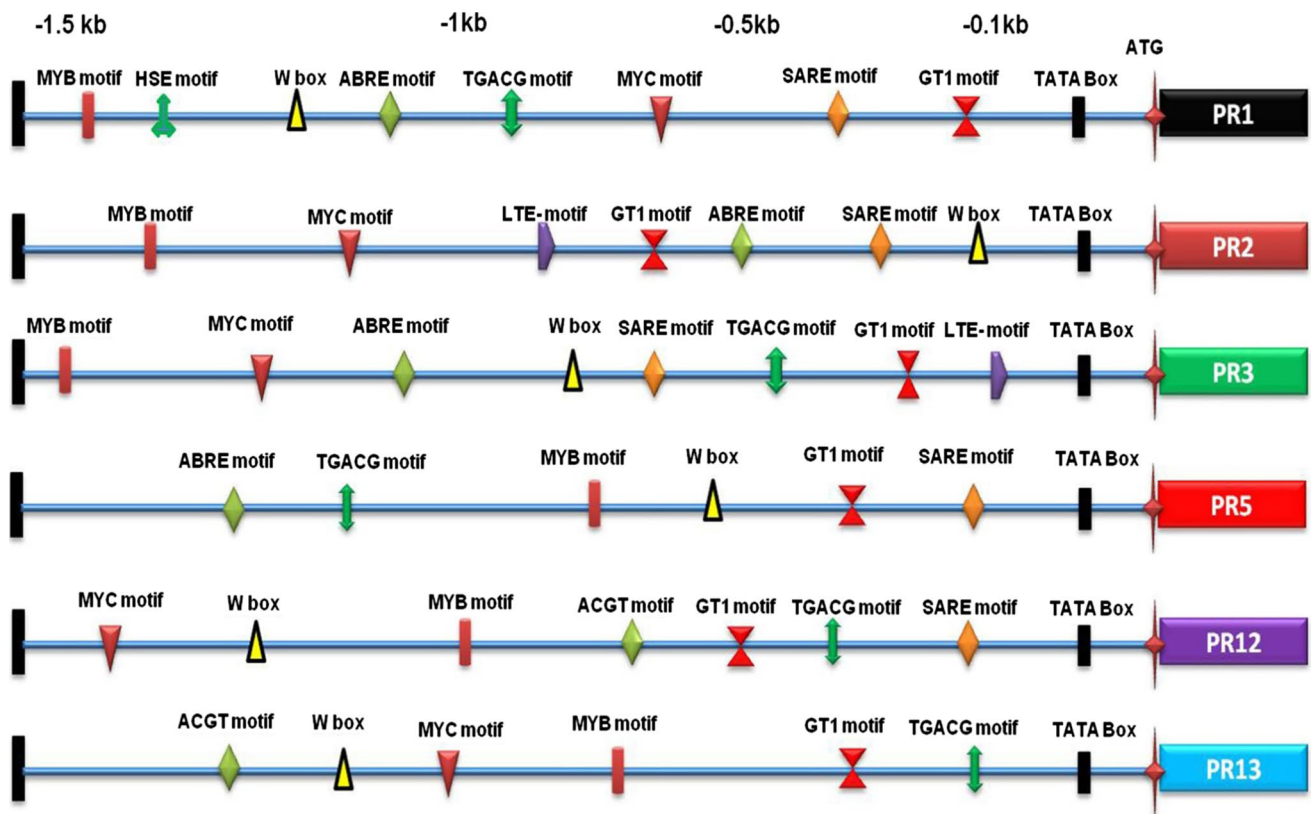 -1.5 kb -1kb -0.5kb -0.1kb
ATG
MYB motif HSE motif W box ABRE motif TGACG motif MYC motif SARE motif GT1 motif TATA Box
PR1
MYB motif MYC motif LTE-motif GT1 motif ABRE motif SARE motif W box TATA Box
PR2
MYB motif MYC motif ABRE motif W box SARE motif TGACG motif GT1 motif LTE-motif TATA Box
PR3
ABRE motif TGACG motif MYB motif W box GT1 motif SARE motif TATA Box
PR5
MYC motif W box MYB motif ACGT motif GT1 motif TGACG motif SARE motif TATA Box
PR12
ACGT motif W box MYC motif MYB motif GT1 motif TGACG motif TATA Box
PR13